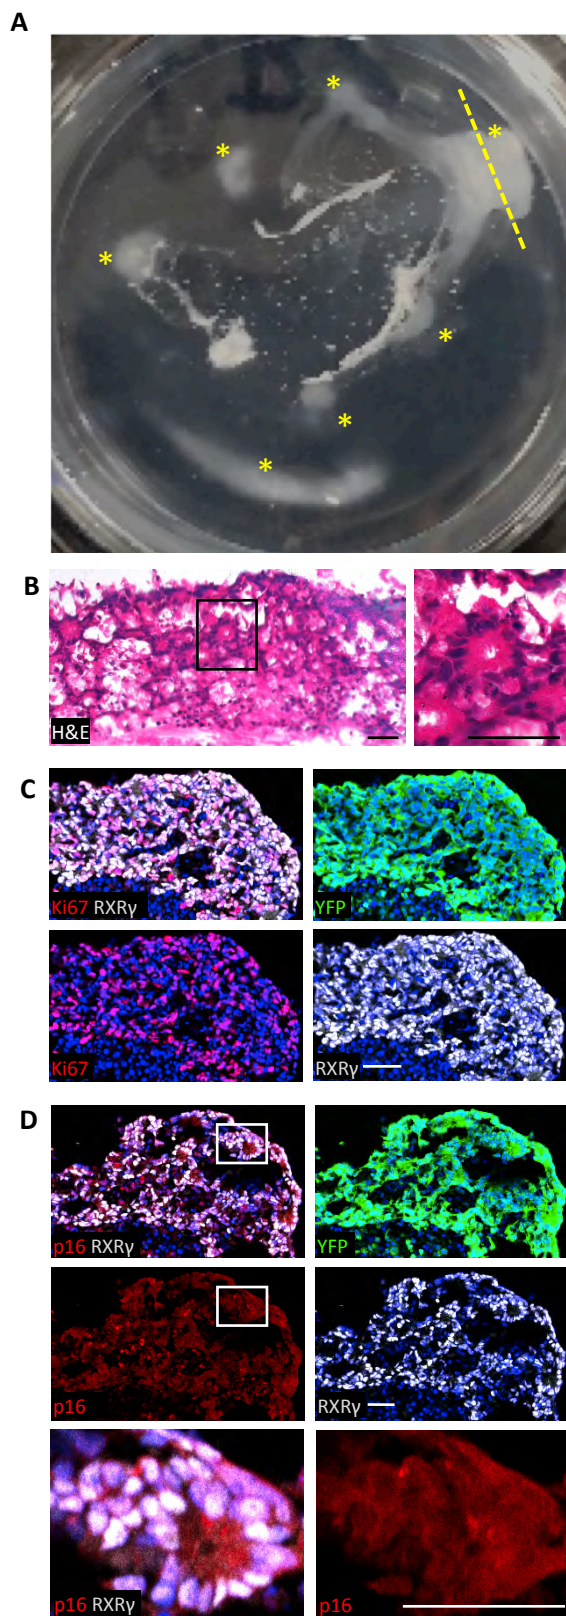 A
*
*
*
*
*
*
*
B
H&E
C
Ki67 RXRγ
YFP
Ki67
RXRγ
D
p16 RXRγ
YFP
p16
RXRγ
p16 RXRγ
p16